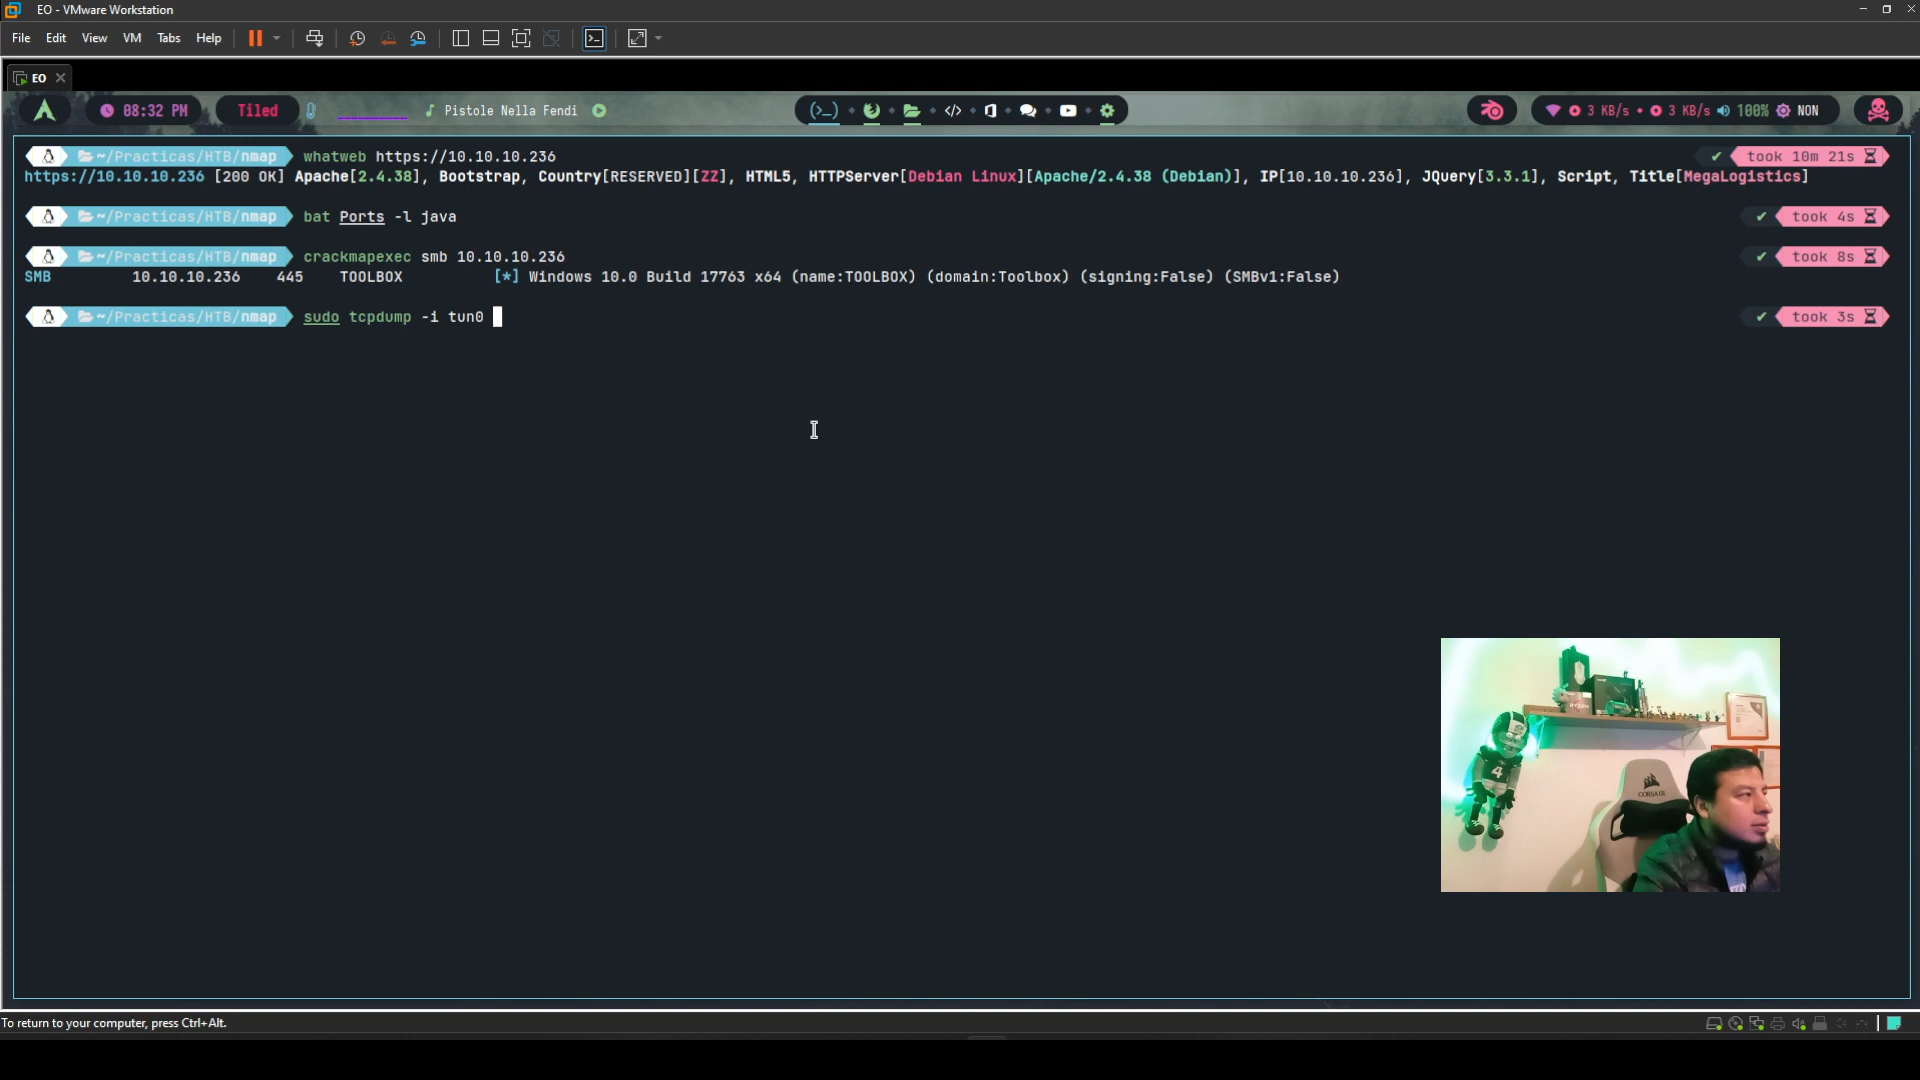 EO - VMware Workstation
File Edit View VM Tabs Help
EO
08:32 PM Tiled Pistole Nella Fendi 3 KB/s 3 KB/s 100% NON
~/Practicas/HTB/nmap whatweb https://10.10.10.236 ✔ took 10m 21s
https://10.10.10.236 [200 OK] Apache[2.4.38], Bootstrap, Country[RESERVED][ZZ], HTML5, HTTPServer[Debian Linux][Apache/2.4.38 (Debian)], IP[10.10.10.236], JQuery[3.3.1], Script, Title[MegaLogistics]
~/Practicas/HTB/nmap bat Ports -l java ✔ took 4s
~/Practicas/HTB/nmap crackmapexec smb 10.10.10.236 ✔ took 8s
SMB 10.10.10.236 445 TOOLBOX [*] Windows 10.0 Build 17763 x64 (name:TOOLBOX) (domain:Toolbox) (signing:False) (SMBv1:False)
~/Practicas/HTB/nmap sudo tcpdump -i tun0 ✔ took 3s
4
CORSAIR
To return to your computer, press Ctrl+Alt.